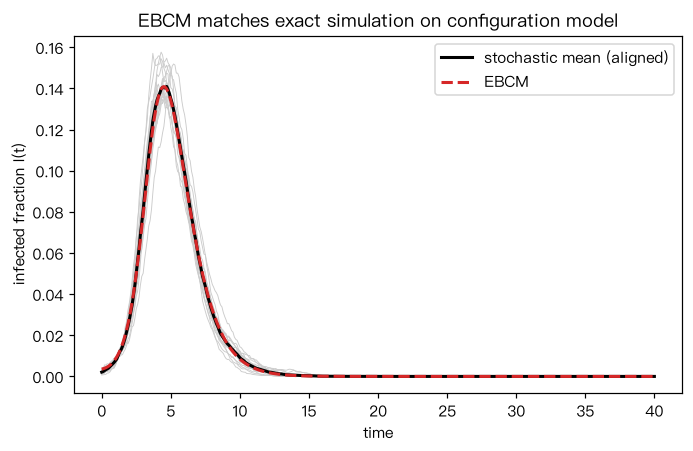 EBCM matches exact simulation on configuration model
stochastic mean (aligned)
EBCM
infected fraction I(t)
0.16
0.14
0.12
0.10
0.08
0.06
0.04
0.02
0.00
0 5 10 15 20 25 30 35 40
time